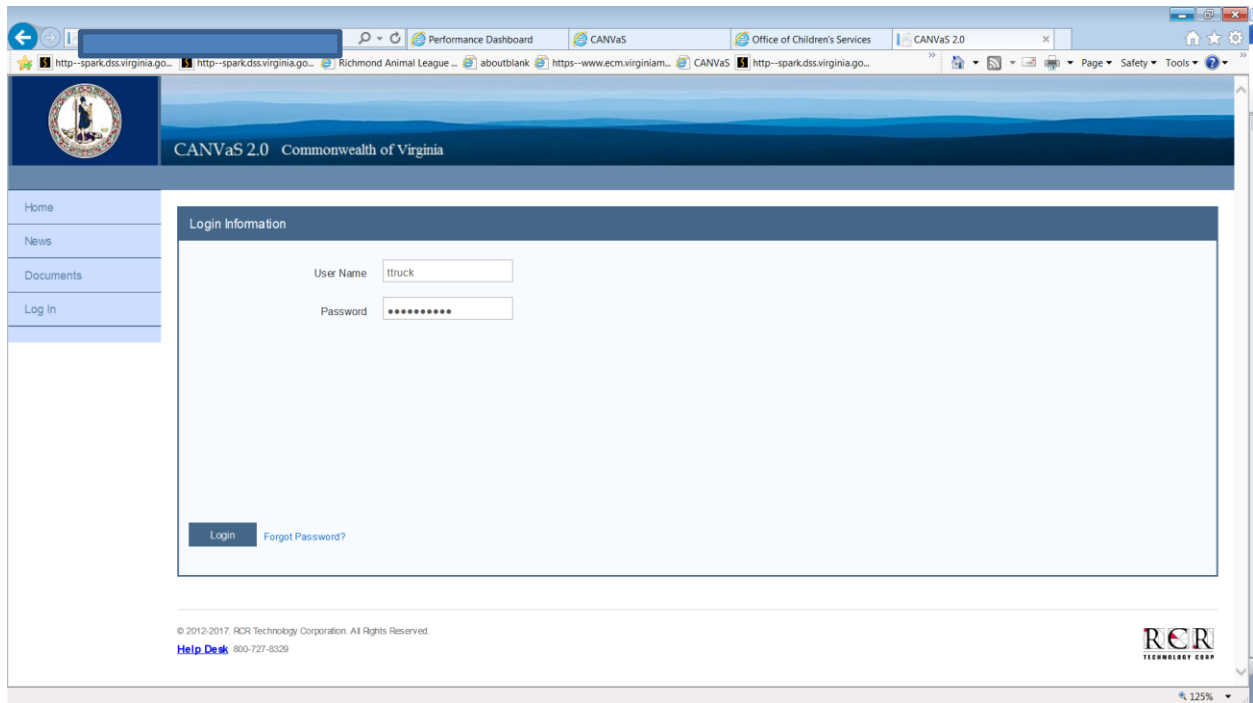 Performance Dashboard
CANVaS
Office of Children's Services
CANVaS 2.0
http--spark.dss.virginia.go...
http--spark.dss.virginia.go...
Richmond Animal League ...
aboutblank
https--www.ecm.virginiam...
CANVaS
http--spark.dss.virginia.go...
Page
Safety
Tools
CANVaS 2.0 Commonwealth of Virginia
Home
News
Documents
Log In
Login Information
User Name ttruck
Password ••••••••••
Login Forgot Password?
© 2012-2017. RCR Technology Corporation. All Rights Reserved.
Help Desk 800-727-8329
RCR
TECHNOLOGY CORP
125%